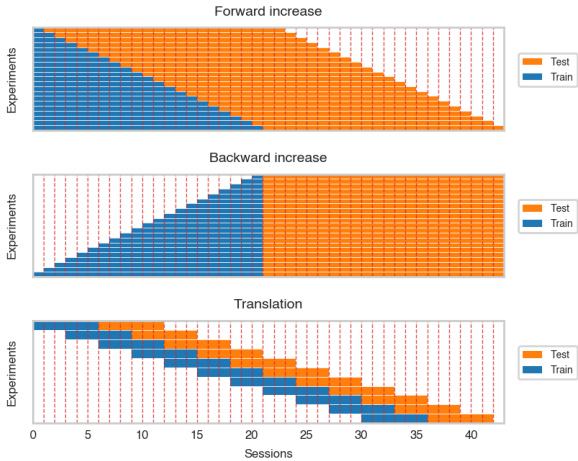 Forward increase
Experiments
Test
Train
Backward increase
Experiments
Test
Train
Translation
Experiments
Test
Train
0 5 10 15 20 25 30 35 40
Sessions